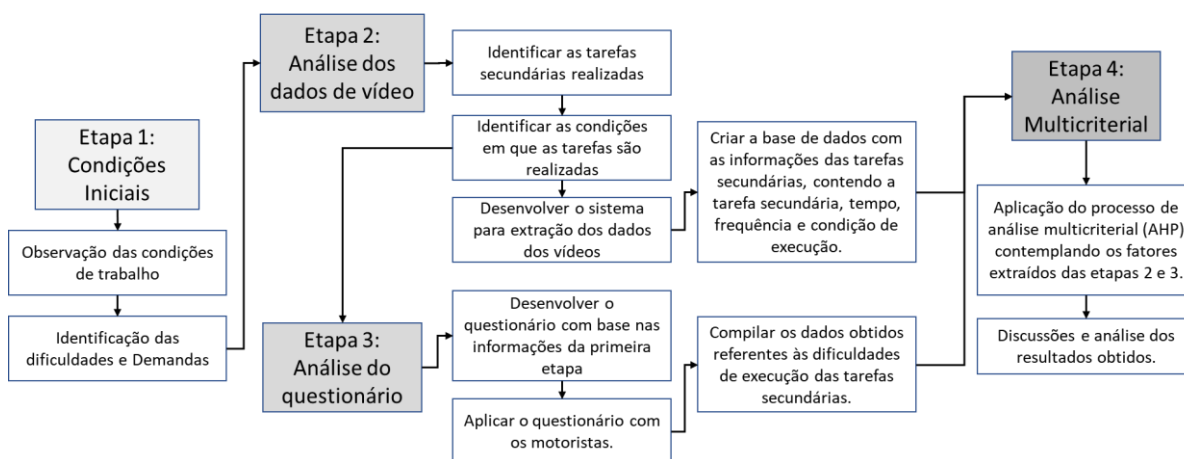 Etapa 1:
Condições
Iniciais
Observação das condições
de trabalho
Identificação das
dificuldades e Demandas
Etapa 2:
Análise dos
dados de vídeo
Identificar as tarefas
secundárias realizadas
Identificar as condições
em que as tarefas são
realizadas
Desenvolver o sistema
para extração dos dados
dos vídeos
Criar a base de dados com
as informações das tarefas
secundárias, contendo a
tarefa secundária, tempo,
frequência e condição de
execução.
Etapa 3:
Análise do
questionário
Desenvolver o
questionário com base nas
informações da primeira
etapa
Aplicar o questionário com
os motoristas.
Compilar os dados obtidos
referentes às dificuldades
de execução das tarefas
secundárias.
Etapa 4:
Análise
Multicriterial
Aplicação do processo de
análise multicriterial (AHP)
contemplando os fatores
extraídos das etapas 2 e 3.
Discussões e análise dos
resultados obtidos.